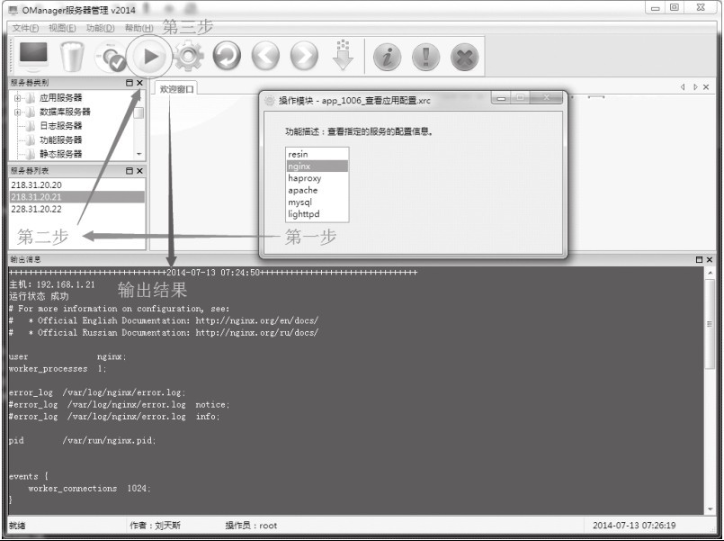 OManager服务器管理 v2014
文件(F) 视图(E) 功能(D) 帮助(H)
第三步
服务器类别
应用服务器
数据库服务器
日志服务器
功能服务器
静态服务器
服务器列表
218.31.20.20
218.31.20.21
228.31.20.22
第二步
欢迎窗口
操作模块 - app_1006_查看应用配置.xrc
功能描述：查看指定的服务的配置信息。
resin
nginx
haproxy
apache
mysql
lighttpd
第一步
输出信息
++++++++++++++++++++++++++++++++2014-07-13 07:24:50++++++++++++++++++++++++++++++++
主机: 192.168.1.21
运行状态 成功
输出结果
# For more information on configuration, see:
#   * Official English Documentation: http://nginx.org/en/docs/
#   * Official Russian Documentation: http://nginx.org/ru/docs/
user              nginx;
worker_processes  1;
error_log  /var/log/nginx/error.log;
#error_log  /var/log/nginx/error.log  notice;
#error_log  /var/log/nginx/error.log  info;
pid        /var/run/nginx.pid;
events {
    worker_connections  1024;
}
就绪
作者：刘天斯
操作员：root
2014-07-13 07:26:19